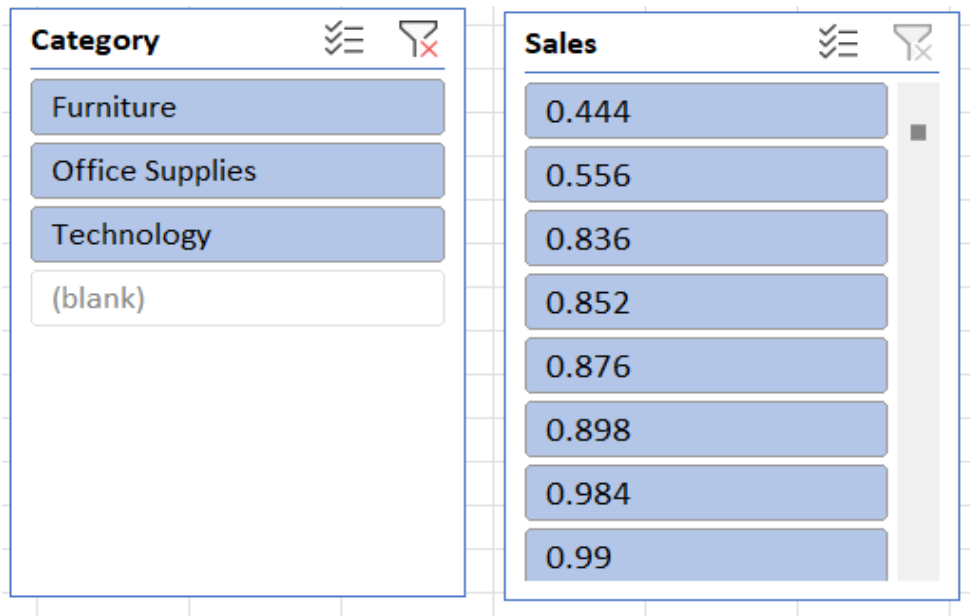 Category
Furniture
Office Supplies
Technology
(blank)
Sales
0.444
0.556
0.836
0.852
0.876
0.898
0.984
0.99